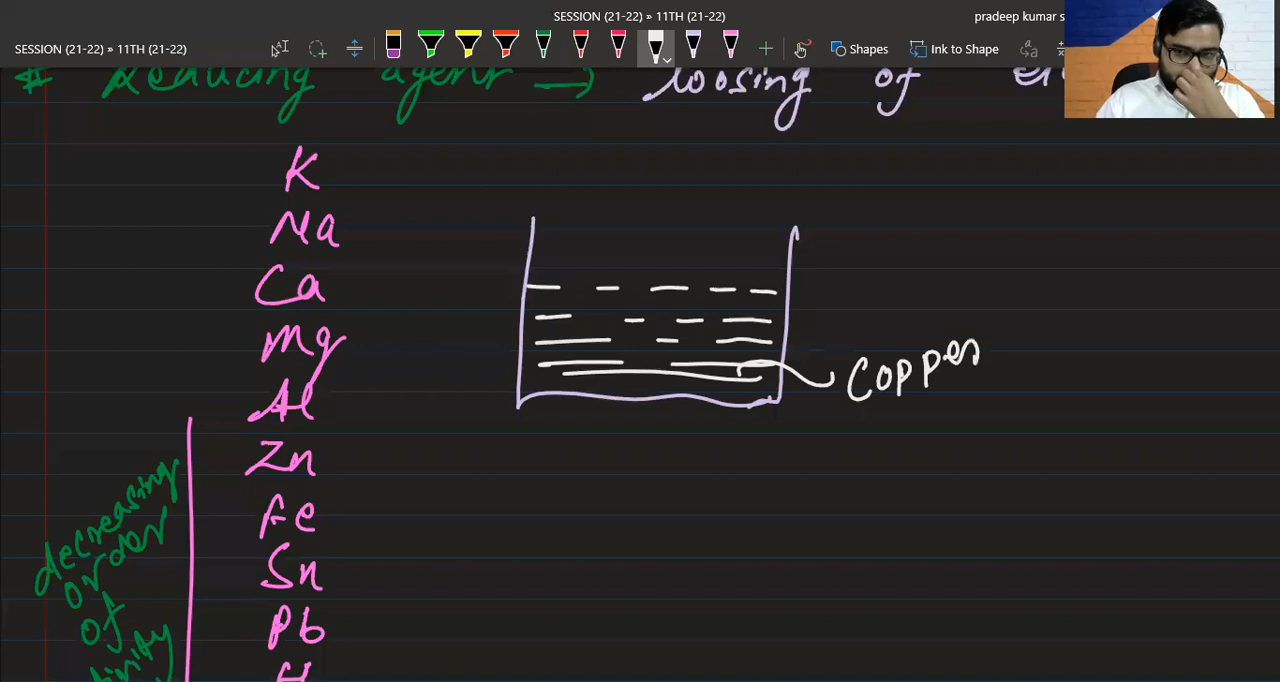 SESSION (21-22) » 11TH (21-22)
pradeep kumar s
SESSION (21-22) » 11TH (21-22)
Shapes
Ink to Shape
# Reducing agent → loosing of
K
Na
Ca
Mg
Al
Zn
Fe
Sn
Pb
H
Copper
decreasing
order
of